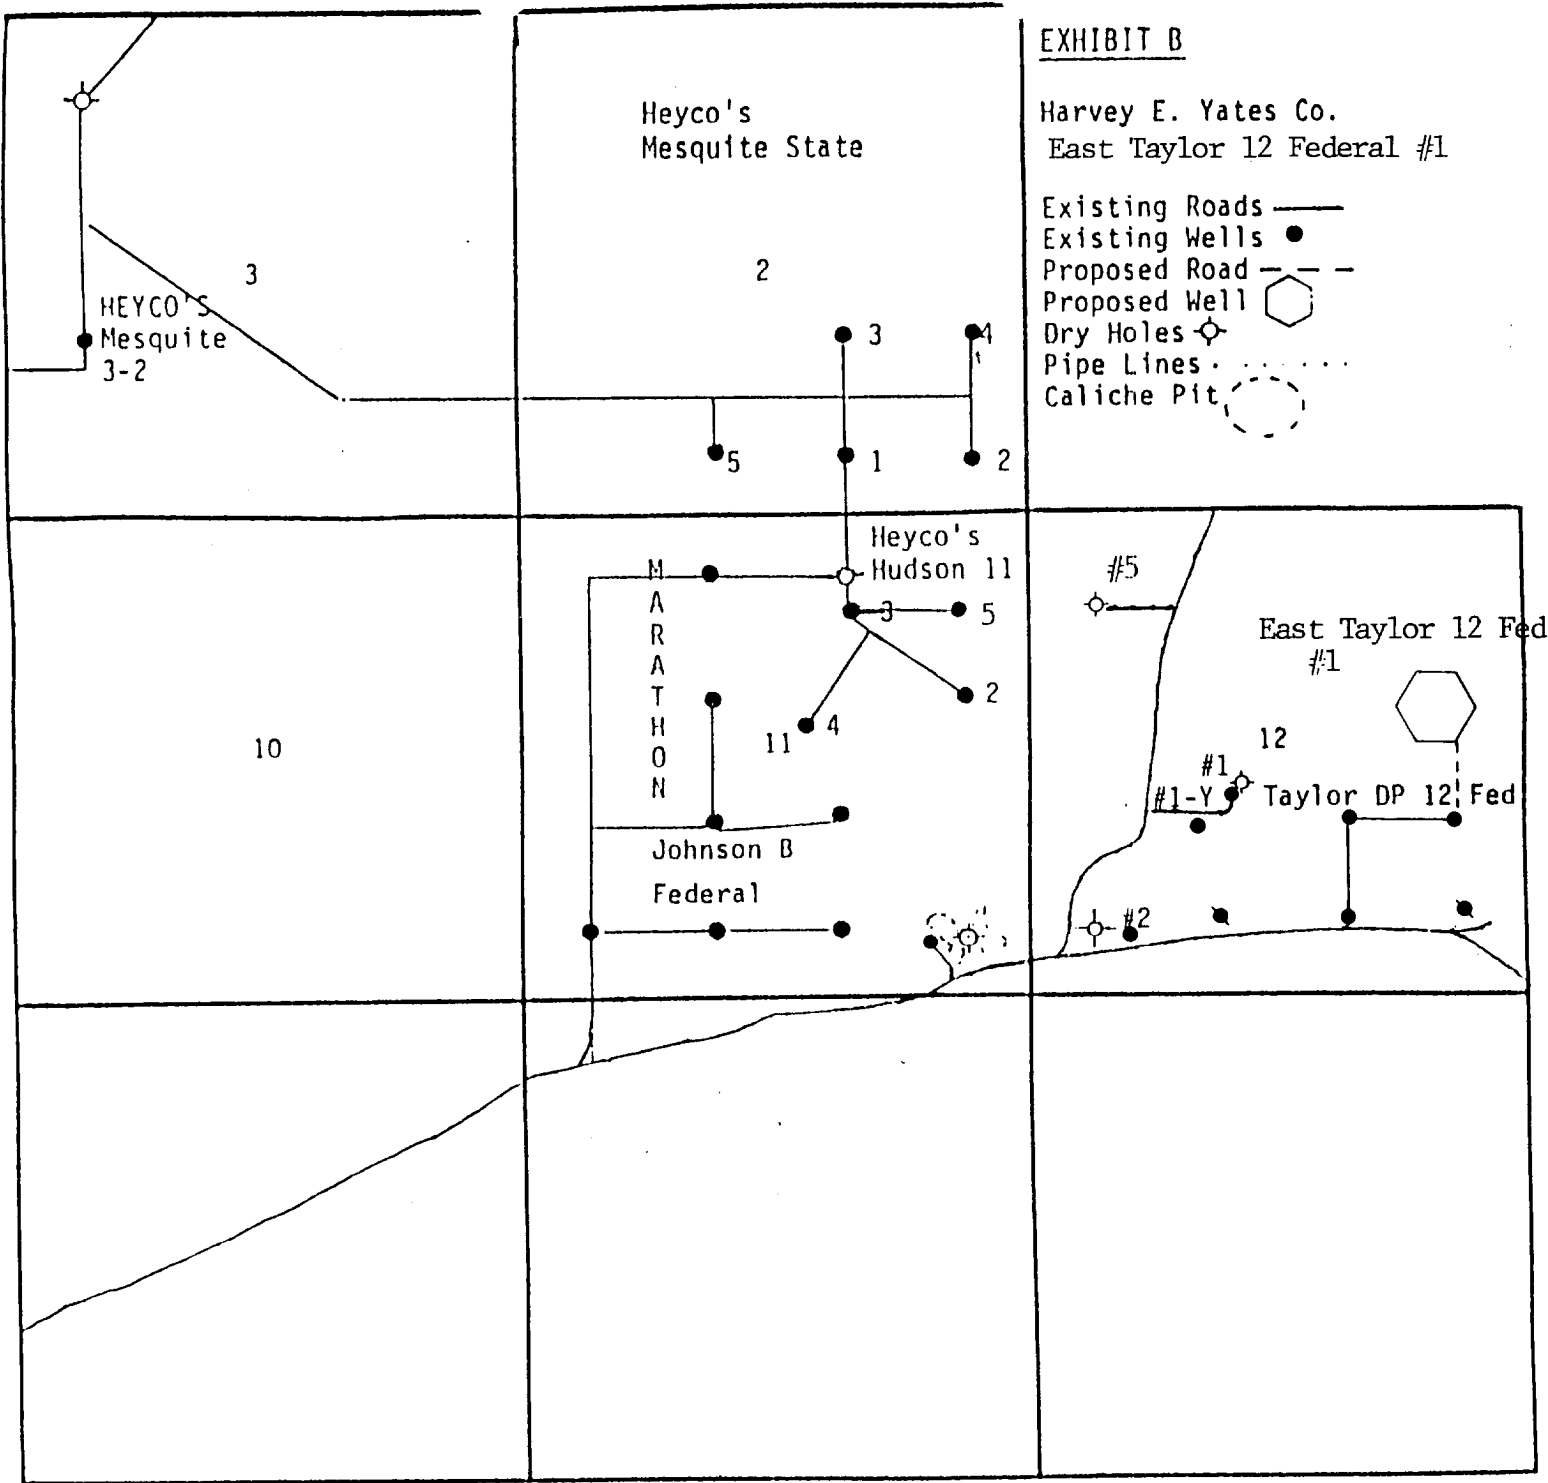 EXHIBIT B
Harvey E. Yates Co.
East Taylor 12 Federal #1
Existing Roads
Existing Wells
Proposed Road
Proposed Well
Dry Holes
Pipe Lines
Caliche Pit
Heyco's
Mesquite State
3
2
HEYCO'S
Mesquite
3-2
3
4
5
1
2
Heyco's
Hudson 11
MARATHON
3
5
2
4
11
10
Johnson B
Federal
#5
East Taylor 12 Fed
#1
12
#1
#1-Y
Taylor DP 12 Fed
#2